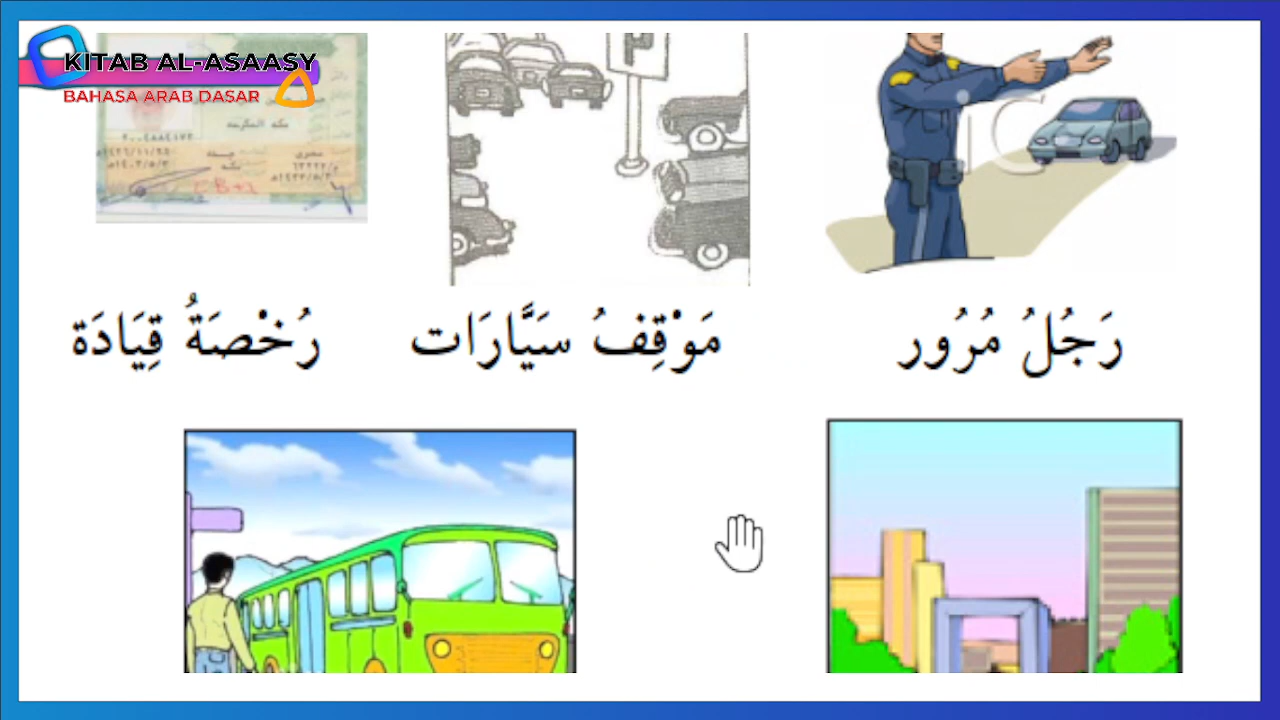 KITAB AL-ASAASY
BAHASA ARAB DASAR
P
رَجُلُ مُرُور
مَوْقِفُ سَيَّارَات
رُخْصَةُ قِيَادَة